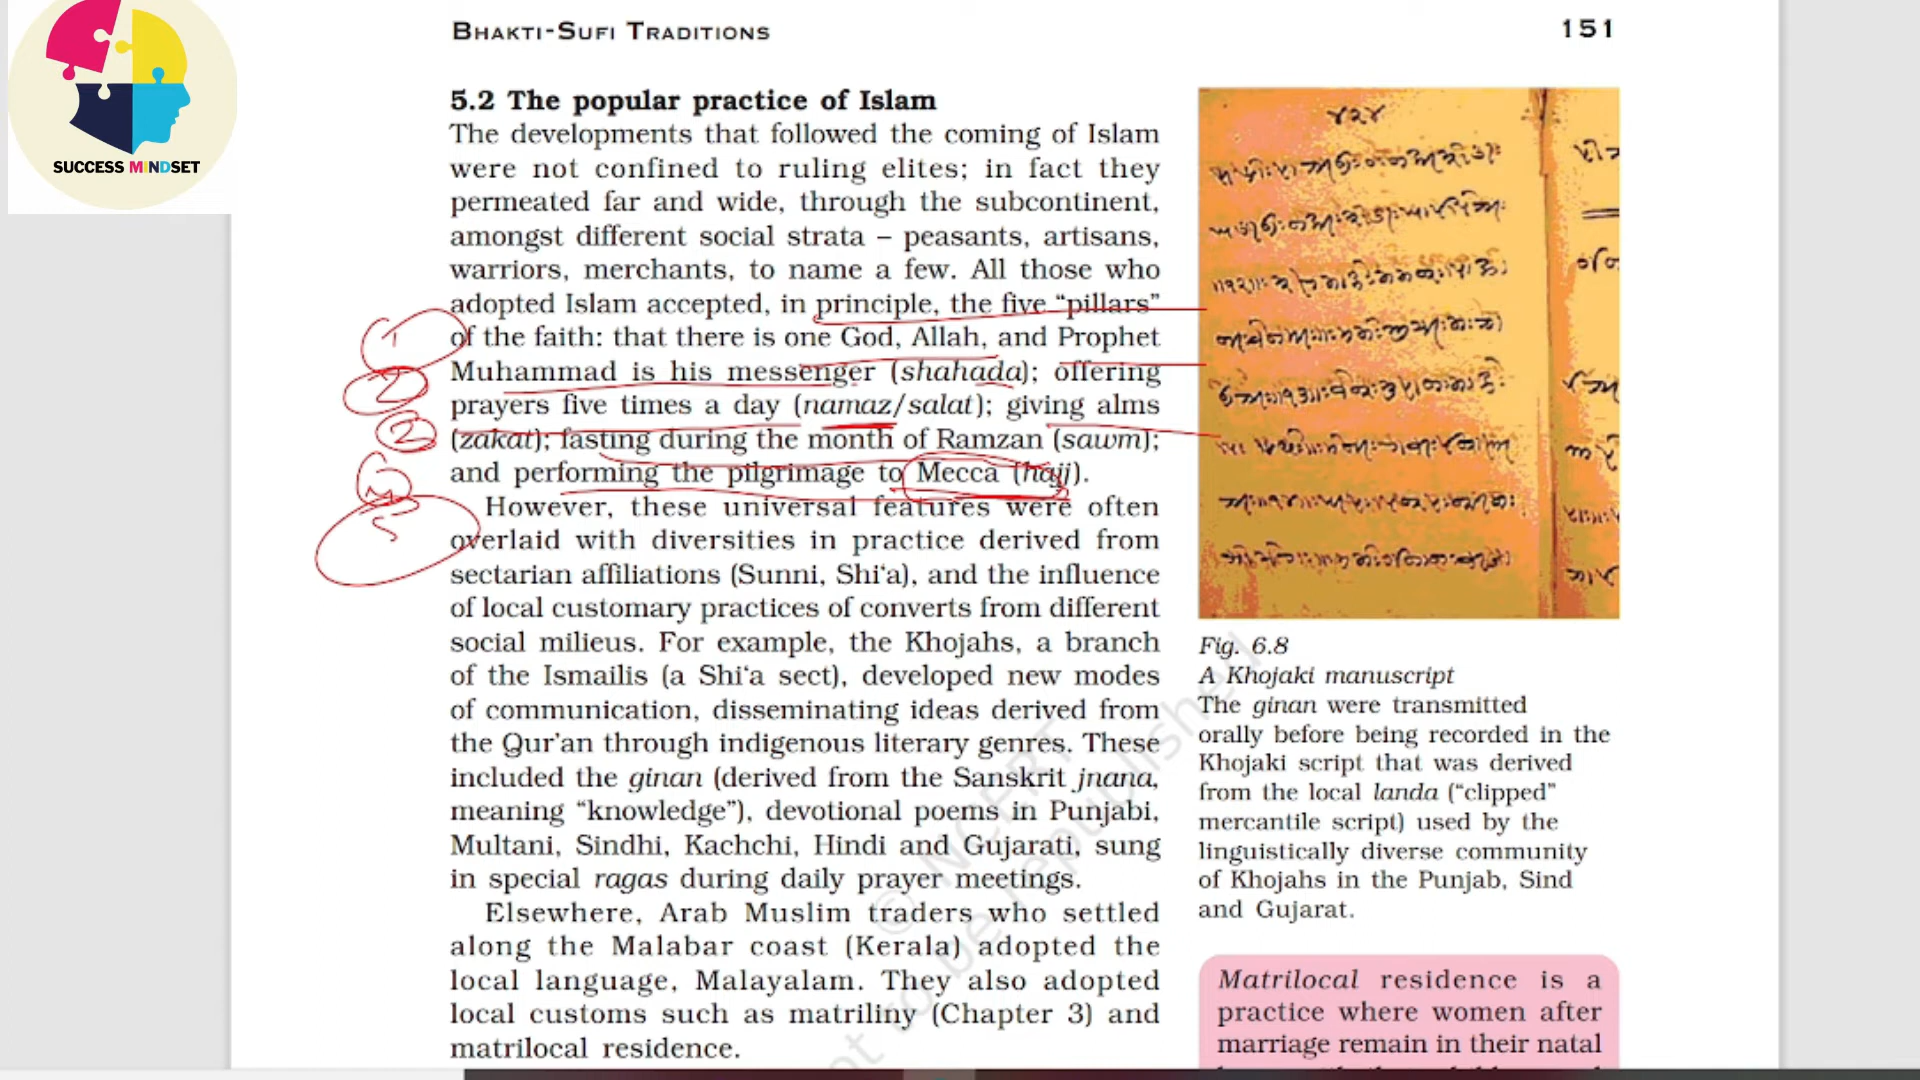 BHAKTI-SUFI TRADITIONS
151
SUCCESS MINDSET
5.2 The popular practice of Islam
The developments that followed the coming of Islam
were not confined to ruling elites; in fact they
permeated far and wide, through the subcontinent,
amongst different social strata – peasants, artisans,
warriors, merchants, to name a few. All those who
adopted Islam accepted, in principle, the five “pillars”
of the faith: that there is one God, Allah, and Prophet
Muhammad is his messenger (shahada); offering
prayers five times a day (namaz/salat); giving alms
(zakat); fasting during the month of Ramzan (sawm);
and performing the pilgrimage to Mecca (hajj).
However, these universal features were often
overlaid with diversities in practice derived from
sectarian affiliations (Sunni, Shi‘a), and the influence
of local customary practices of converts from different
social milieus. For example, the Khojahs, a branch
of the Ismailis (a Shi‘a sect), developed new modes
of communication, disseminating ideas derived from
the Qur’an through indigenous literary genres. These
included the ginan (derived from the Sanskrit jnana,
meaning “knowledge”), devotional poems in Punjabi,
Multani, Sindhi, Kachchi, Hindi and Gujarati, sung
in special ragas during daily prayer meetings.
Elsewhere, Arab Muslim traders who settled
along the Malabar coast (Kerala) adopted the
local language, Malayalam. They also adopted
local customs such as matriliny (Chapter 3) and
matrilocal residence.
1
2
5
Fig. 6.8
A Khojaki manuscript
The ginan were transmitted
orally before being recorded in the
Khojaki script that was derived
from the local landa (“clipped”
mercantile script) used by the
linguistically diverse community
of Khojahs in the Punjab, Sind
and Gujarat.
Matrilocal residence is a
practice where women after
marriage remain in their natal
© NCERT
not to be republished